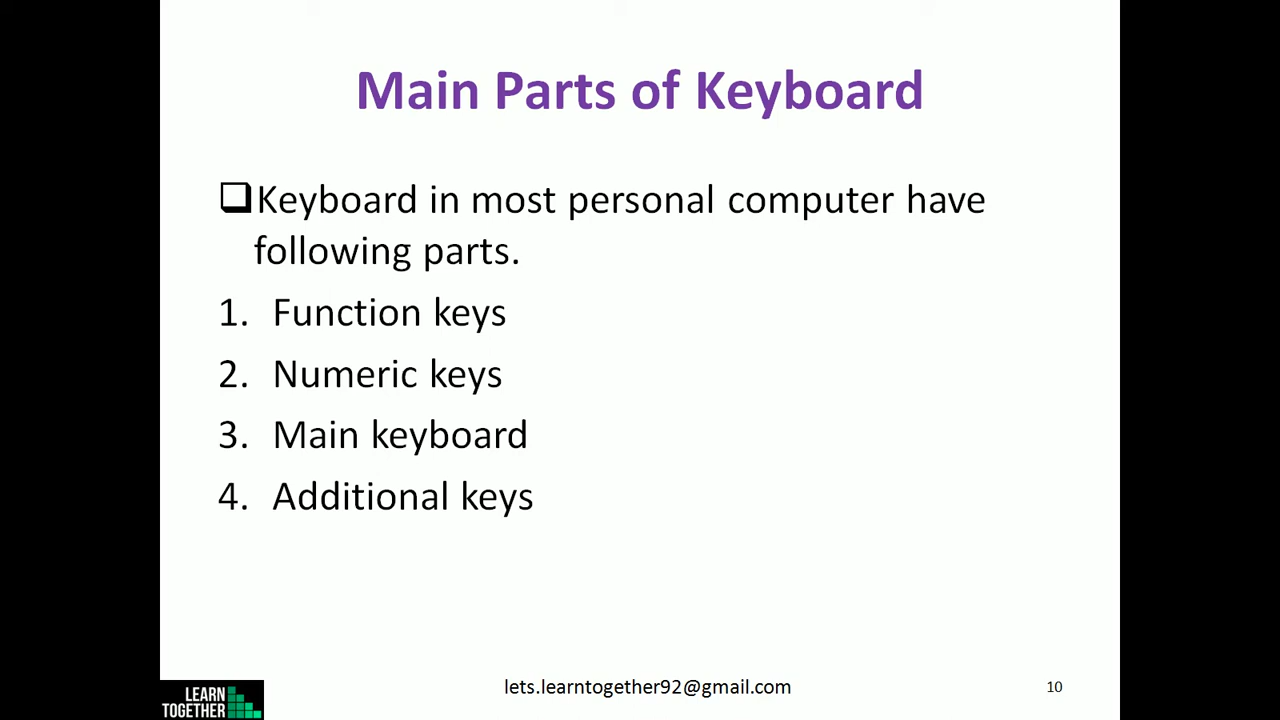 Main Parts of Keyboard
❑Keyboard in most personal computer have
following parts.
1. Function keys
2. Numeric keys
3. Main keyboard
4. Additional keys
LEARN
TOGETHER
lets.learntogether92@gmail.com
10